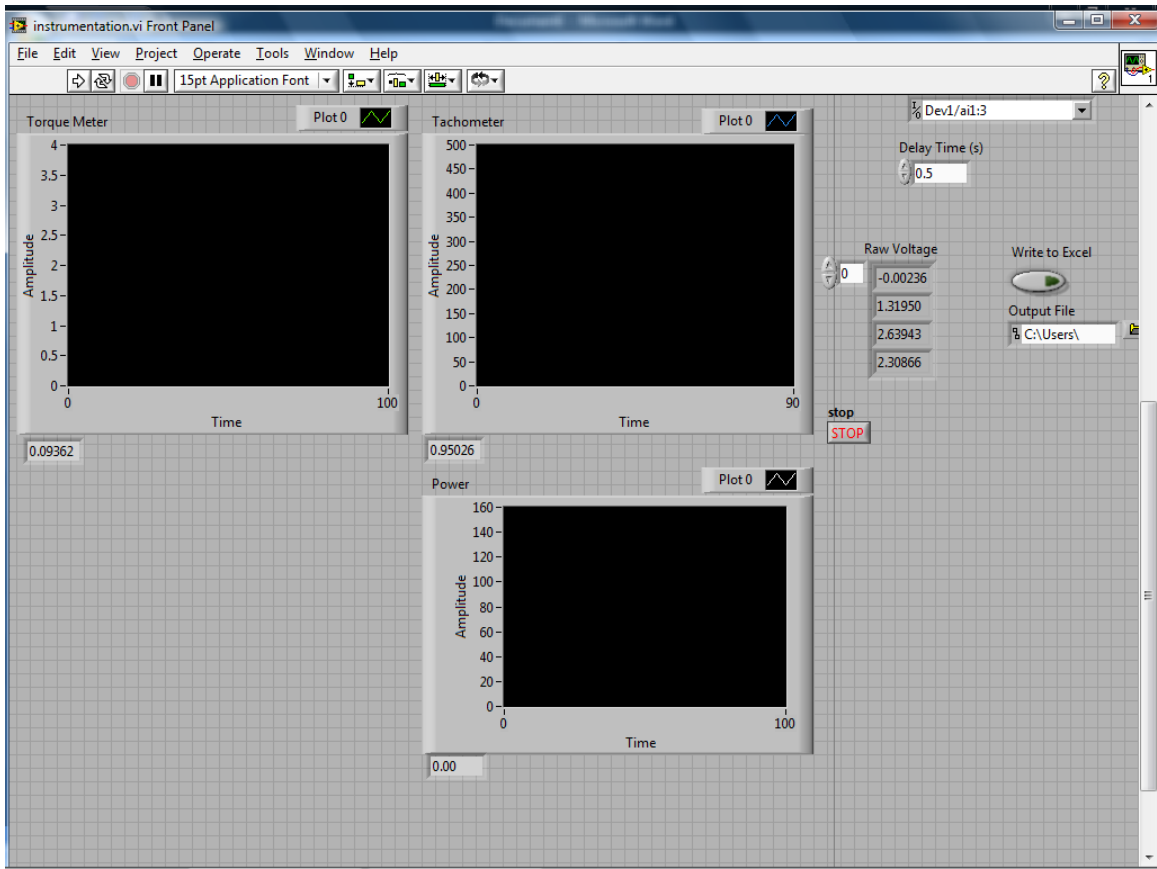 instrumentation.vi Front Panel
File Edit View Project Operate Tools Window Help
15pt Application Font
1
Dev1/ai1:3
Delay Time (s)
0.5
Torque Meter
Plot 0
4
3.5
3
2.5
2
1.5
1
0.5
0
Amplitude
0 100
Time
0.09362
Tachometer
Plot 0
500
450
400
350
300
250
200
150
100
50
0
Amplitude
0 90
Time
0.95026
Raw Voltage
0
-0.00236
1.31950
2.63943
2.30866
Write to Excel
Output File
C:\Users\
stop
STOP
Power
Plot 0
160
140
120
100
80
60
40
20
0
Amplitude
0 100
Time
0.00